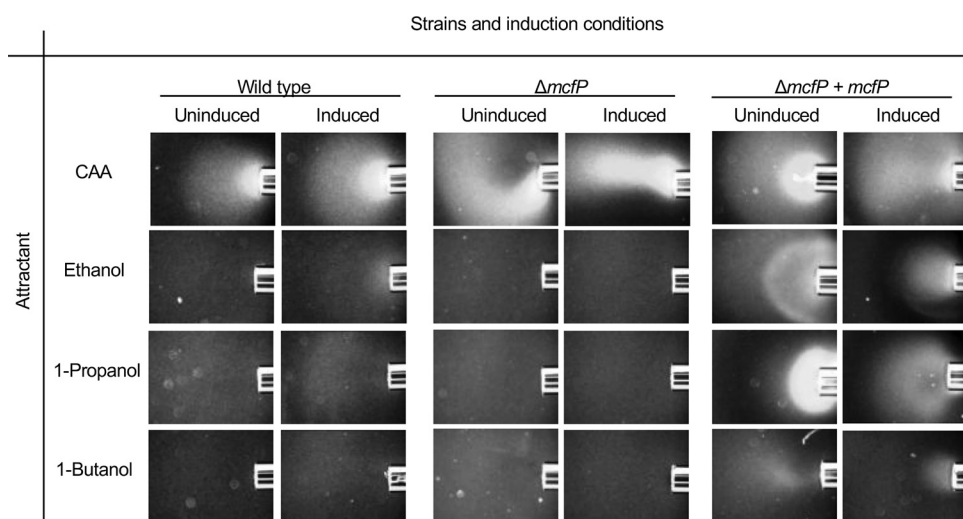 Strains and induction conditions
Wild type ΔmcfP ΔmcfP + mcfP
Uninduced Induced Uninduced Induced Uninduced Induced
Attractant
CAA
Ethanol
1-Propanol
1-Butanol